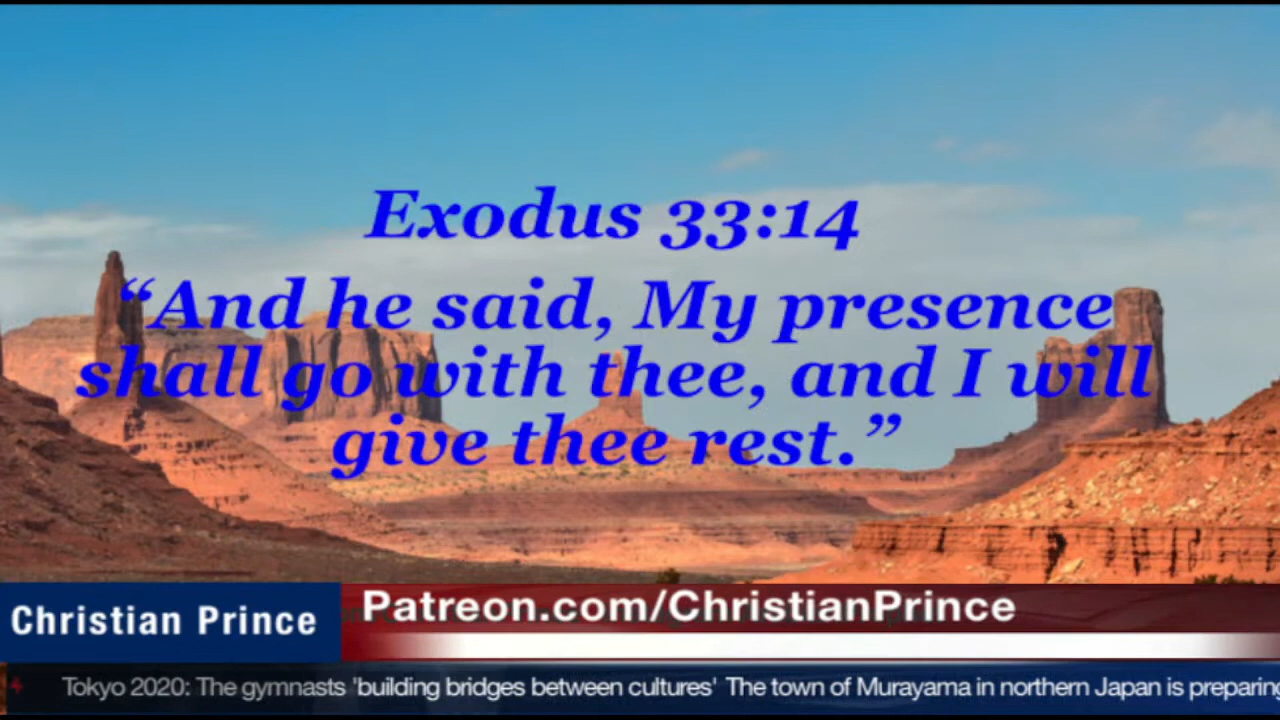 Exodus 33:14
“And he said, My presence
shall go with thee, and I will
give thee rest.”
Christian Prince
Patreon.com/ChristianPrince
Tokyo 2020: The gymnasts 'building bridges between cultures' The town of Murayama in northern Japan is preparing